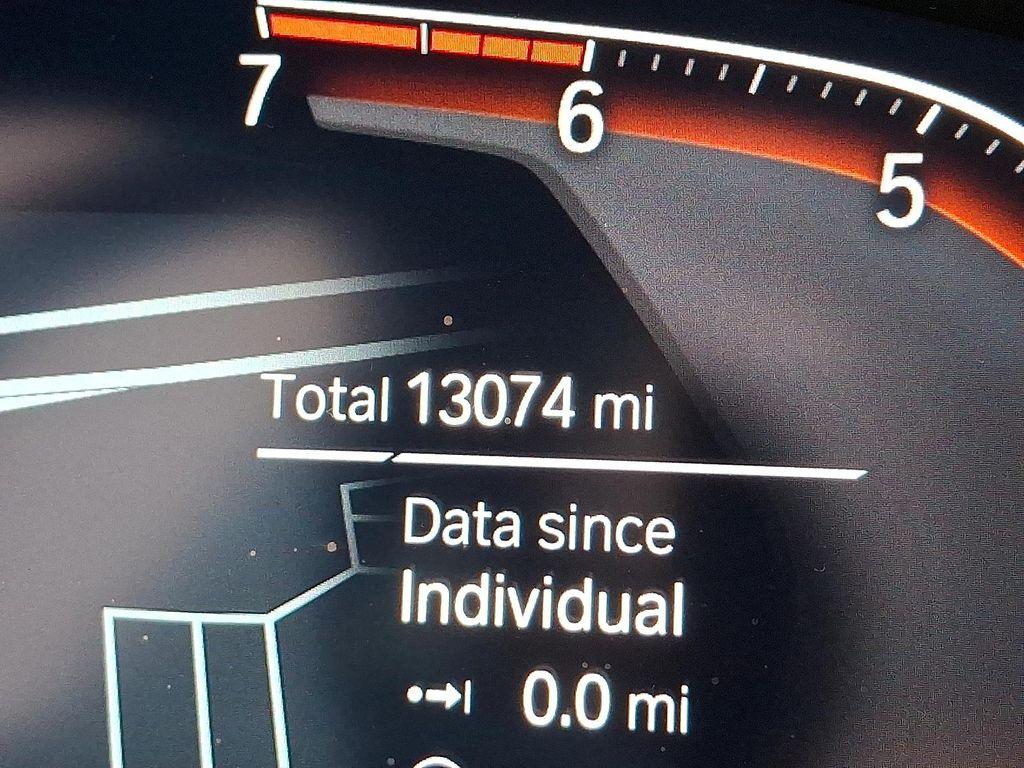 7
6
5
Total 13074 mi
Data since
Individual
0.0 mi